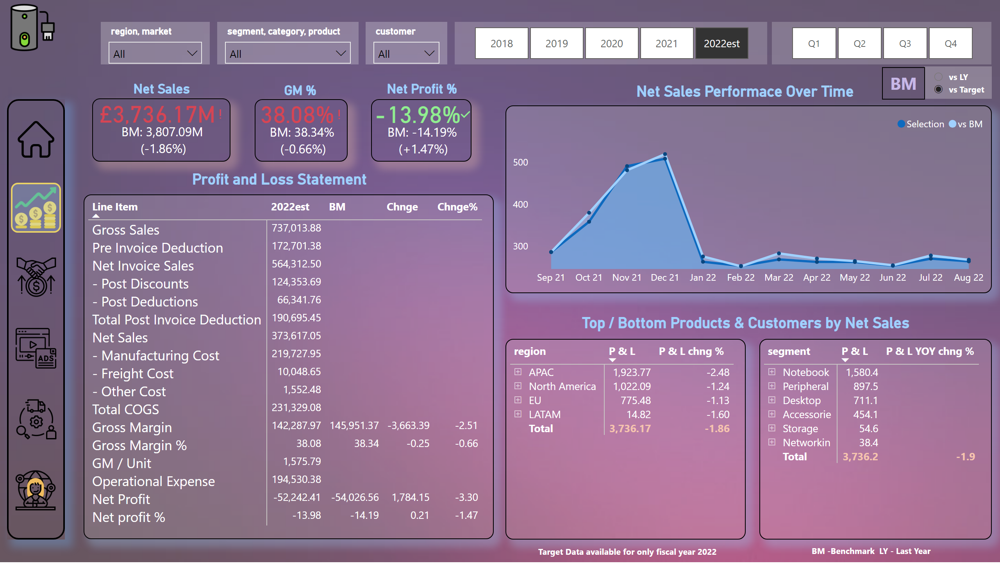 region, market
All
segment, category, product
All
customer
All
2018 2019 2020 2021 2022est
Q1 Q2 Q3 Q4
BM
vs LY
vs Target
Net Sales
£3,736.17M!
BM: 3,807.09M
(-1.86%)
GM %
38.08%!
BM: 38.34%
(-0.66%)
Net Profit %
-13.98%
BM: -14.19%
(+1.47%)
Net Sales Performace Over Time
Selection vs BM
500
400
300
Sep 21 Oct 21 Nov 21 Dec 21 Jan 22 Feb 22 Mar 22 Apr 22 May 22 Jun 22 Jul 22 Aug 22
Profit and Loss Statement
Line Item 2022est BM Chnge Chnge%
Gross Sales 737,013.88
Pre Invoice Deduction 172,701.38
Net Invoice Sales 564,312.50
- Post Discounts 124,353.69
- Post Deductions 66,341.76
Total Post Invoice Deduction 190,695.45
Net Sales 373,617.05
- Manufacturing Cost 219,727.95
- Freight Cost 10,048.65
- Other Cost 1,552.48
Total COGS 231,329.08
Gross Margin 142,287.97 145,951.37 -3,663.39 -2.51
Gross Margin % 38.08 38.34 -0.25 -0.66
GM / Unit 1,575.79
Operational Expense 194,530.38
Net Profit -52,242.41 -54,026.56 1,784.15 -3.30
Net profit % -13.98 -14.19 0.21 -1.47
ADS
Top / Bottom Products & Customers by Net Sales
region P & L P & L chng %
APAC 1,923.77 -2.48
North America 1,022.09 -1.24
EU 775.48 -1.13
LATAM 14.82 -1.60
Total 3,736.17 -1.86
segment P & L P & L YOY chng %
Notebook 1,580.4
Peripheral 897.5
Desktop 711.1
Accessorie 454.1
Storage 54.6
Networkin 38.4
Total 3,736.2 -1.9
Target Data available for only fiscal year 2022
BM -Benchmark LY - Last Year